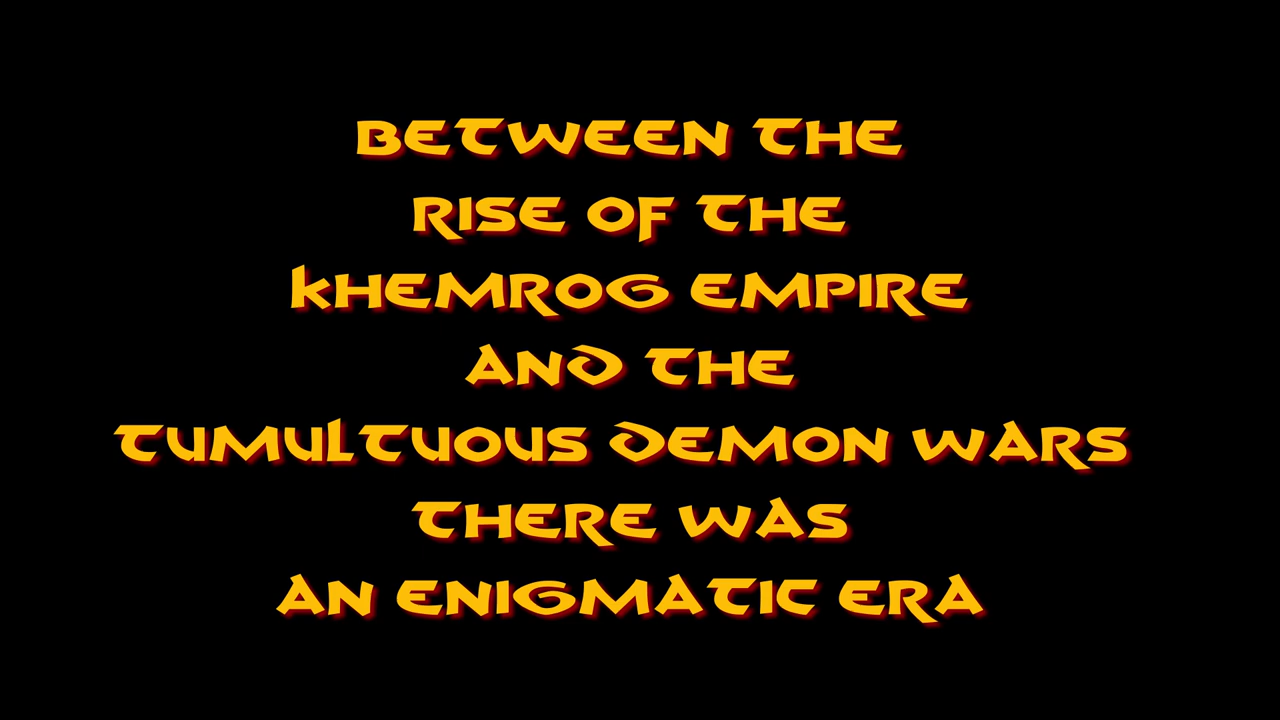 BETWEEN THE
RISE OF THE
KHEMROG EMPIRE
AND THE
TUMULTUOUS DEMON WARS
THERE WAS
AN ENIGMATIC ERA